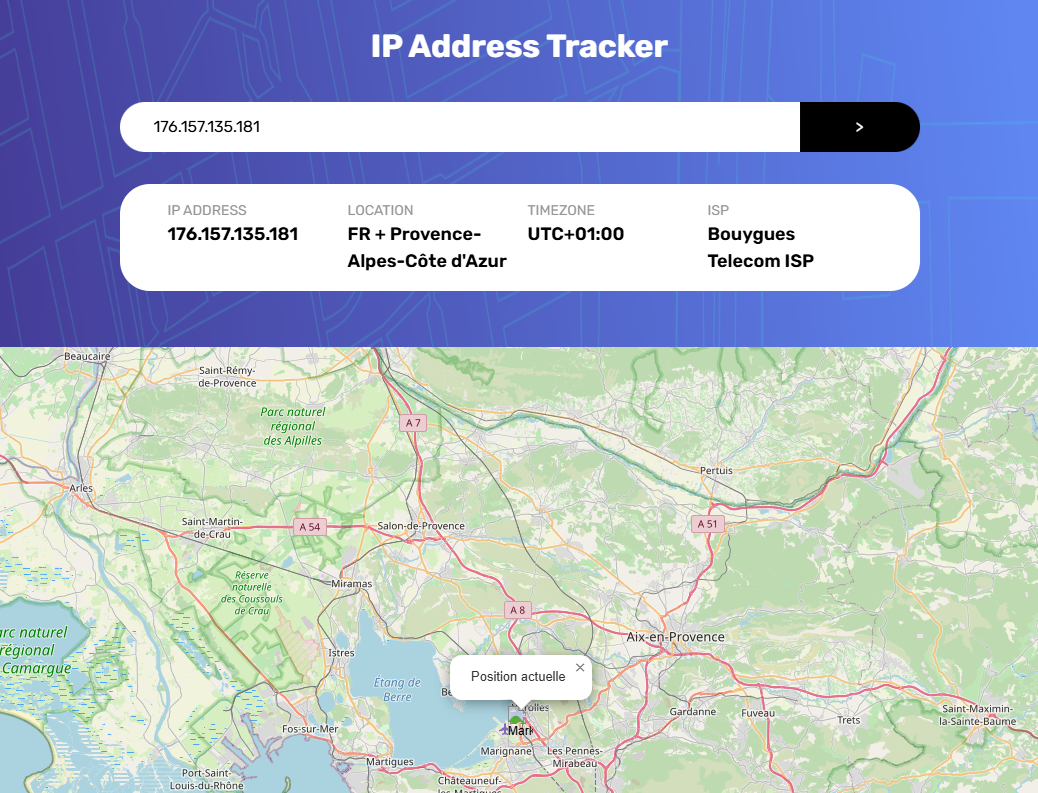 IP Address Tracker
176.157.135.181
>
IP ADDRESS
176.157.135.181
LOCATION
FR + Provence-
Alpes-Côte d'Azur
TIMEZONE
UTC+01:00
ISP
Bouygues
Telecom ISP
Beaucaire
Saint-Rémy-
de-Provence
Parc naturel
régional
des Alpilles
A 7
Pertuis
Arles
Saint-Martin-
de-Crau
A 54
Salon-de-Provence
A 51
Réserve
naturelle
des Coussouls
de Crau
Miramas
A 8
arc naturel
régional
Camargue
Aix-en-Provence
Istres
Position actuelle
×
Étang de
Berre
Be
rolles
Mark
Gardanne
Fuveau
Trets
Saint-Maximin-
la-Sainte-Baume
Fos-sur-Mer
Marignane
Les Pennes-
Mirabeau
Martigues
Port-Saint-
Louis-du-Rhône
Châteauneuf-
les-Martigues